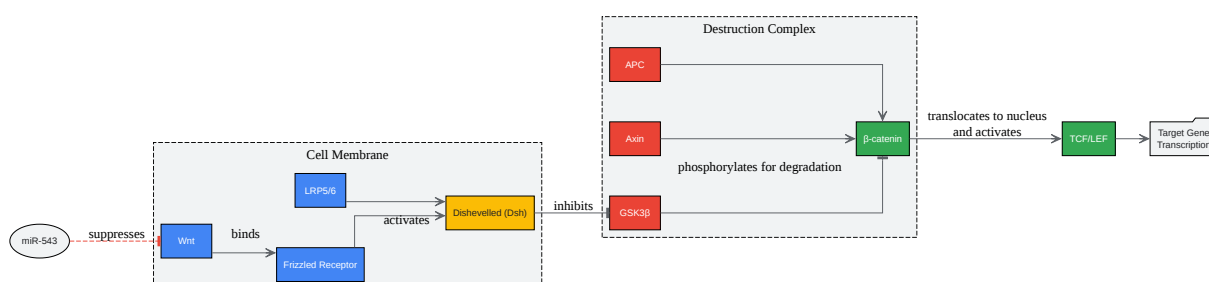 Destruction Complex
APC
Axin
β-catenin
translocates to nucleus
and activates
TCF/LEF
Target Gene
Transcription
phosphorylates for degradation
GSK3β
Cell Membrane
LRP5/6
Dishevelled (Dsh)
inhibits
activates
miR-543
suppresses
Wnt
binds
Frizzled Receptor